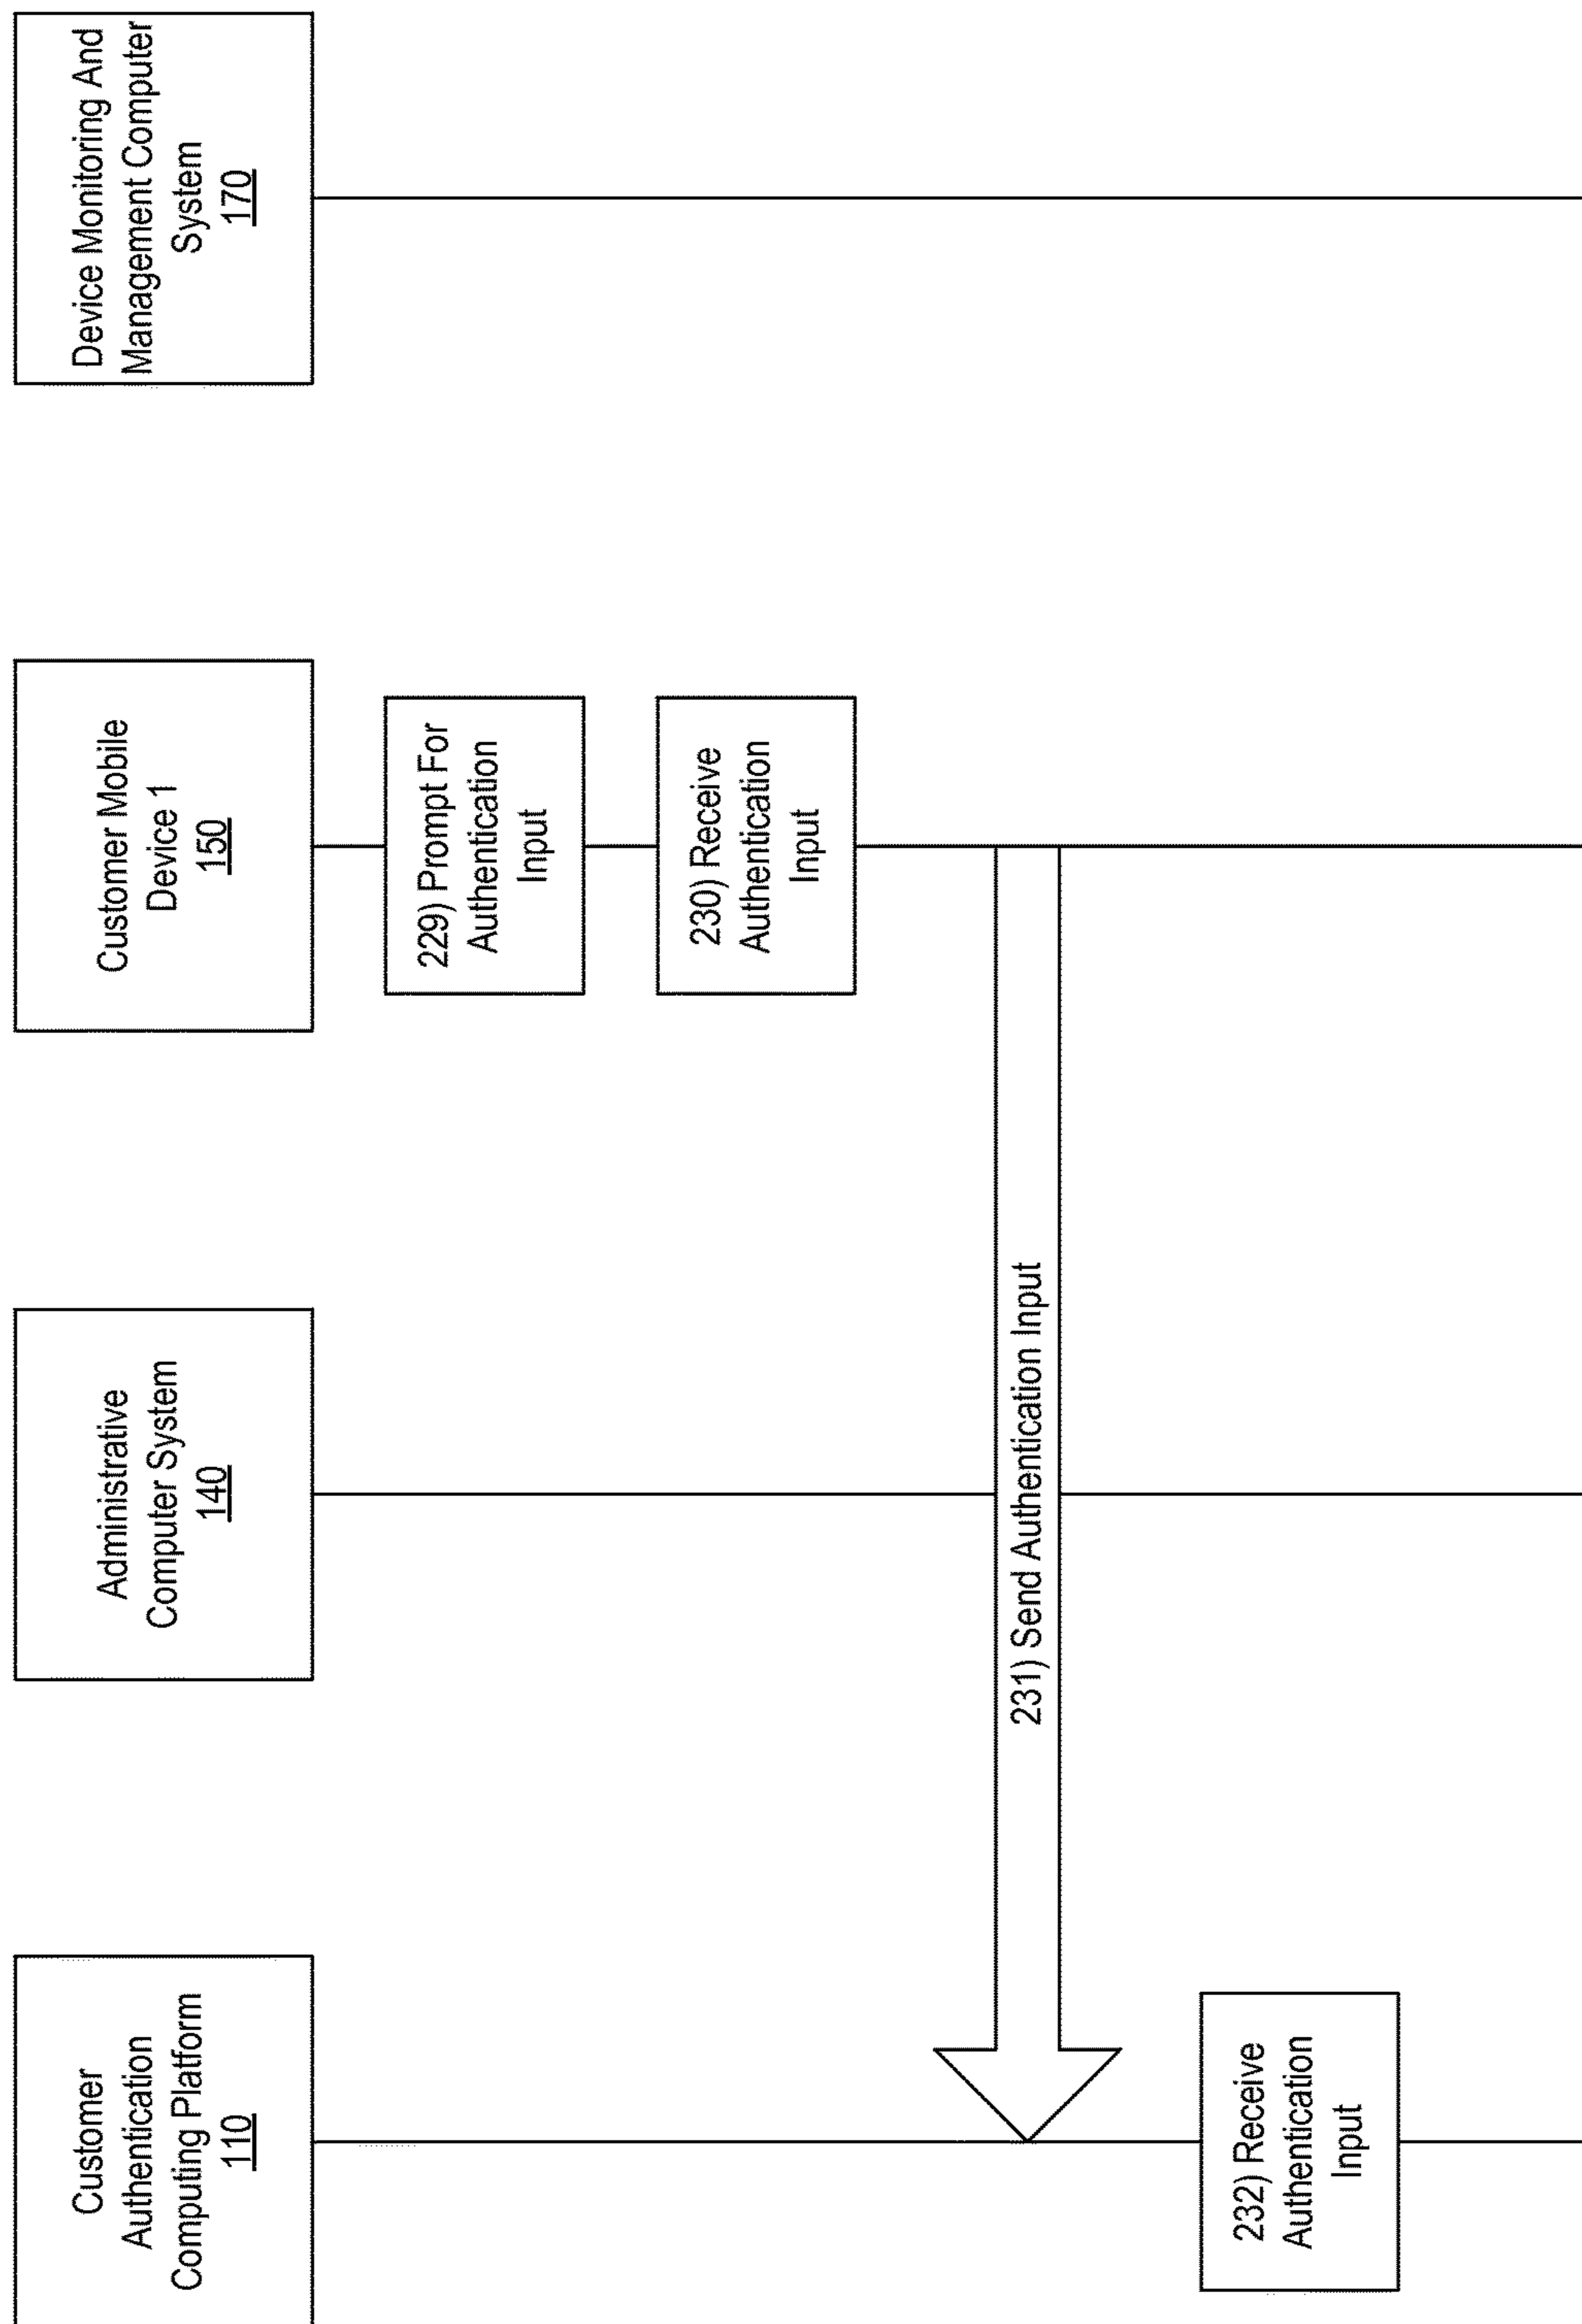 Customer
Authentication
Computing Platform
110
Administrative
Computer System
140
Customer Mobile
Device 1
150
Device Monitoring And
Management Computer
System
170
229) Prompt For
Authentication
Input
230) Receive
Authentication
Input
231) Send Authentication Input
232) Receive
Authentication
Input